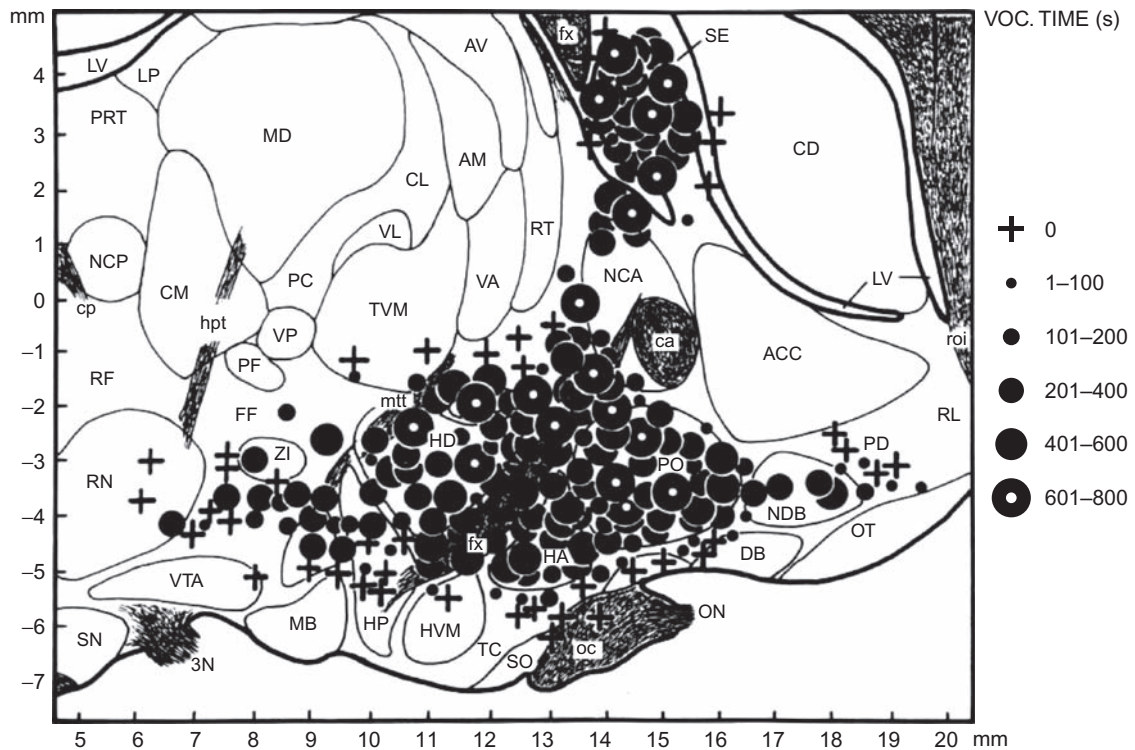 mm
VOC. TIME (s)
4
3
2
1
0
–1
–2
–3
–4
–5
–6
–7
LV
LP
AV
fx
SE
PRT
MD
AM
CL
CD
VL
RT
NCP
CM
PC
VA
NCA
LV
cp
hpt
TVM
VP
ca
roi
PF
ACC
RF
mtt
FF
HD
RL
ZI
PO
PD
RN
NDB
OT
fx
HA
DB
VTA
MB
HP
HVM
ON
SN
3N
TC
SO
oc
5 6 7 8 9 10 11 12 13 14 15 16 17 18 19 20 mm
0
1–100
101–200
201–400
401–600
601–800